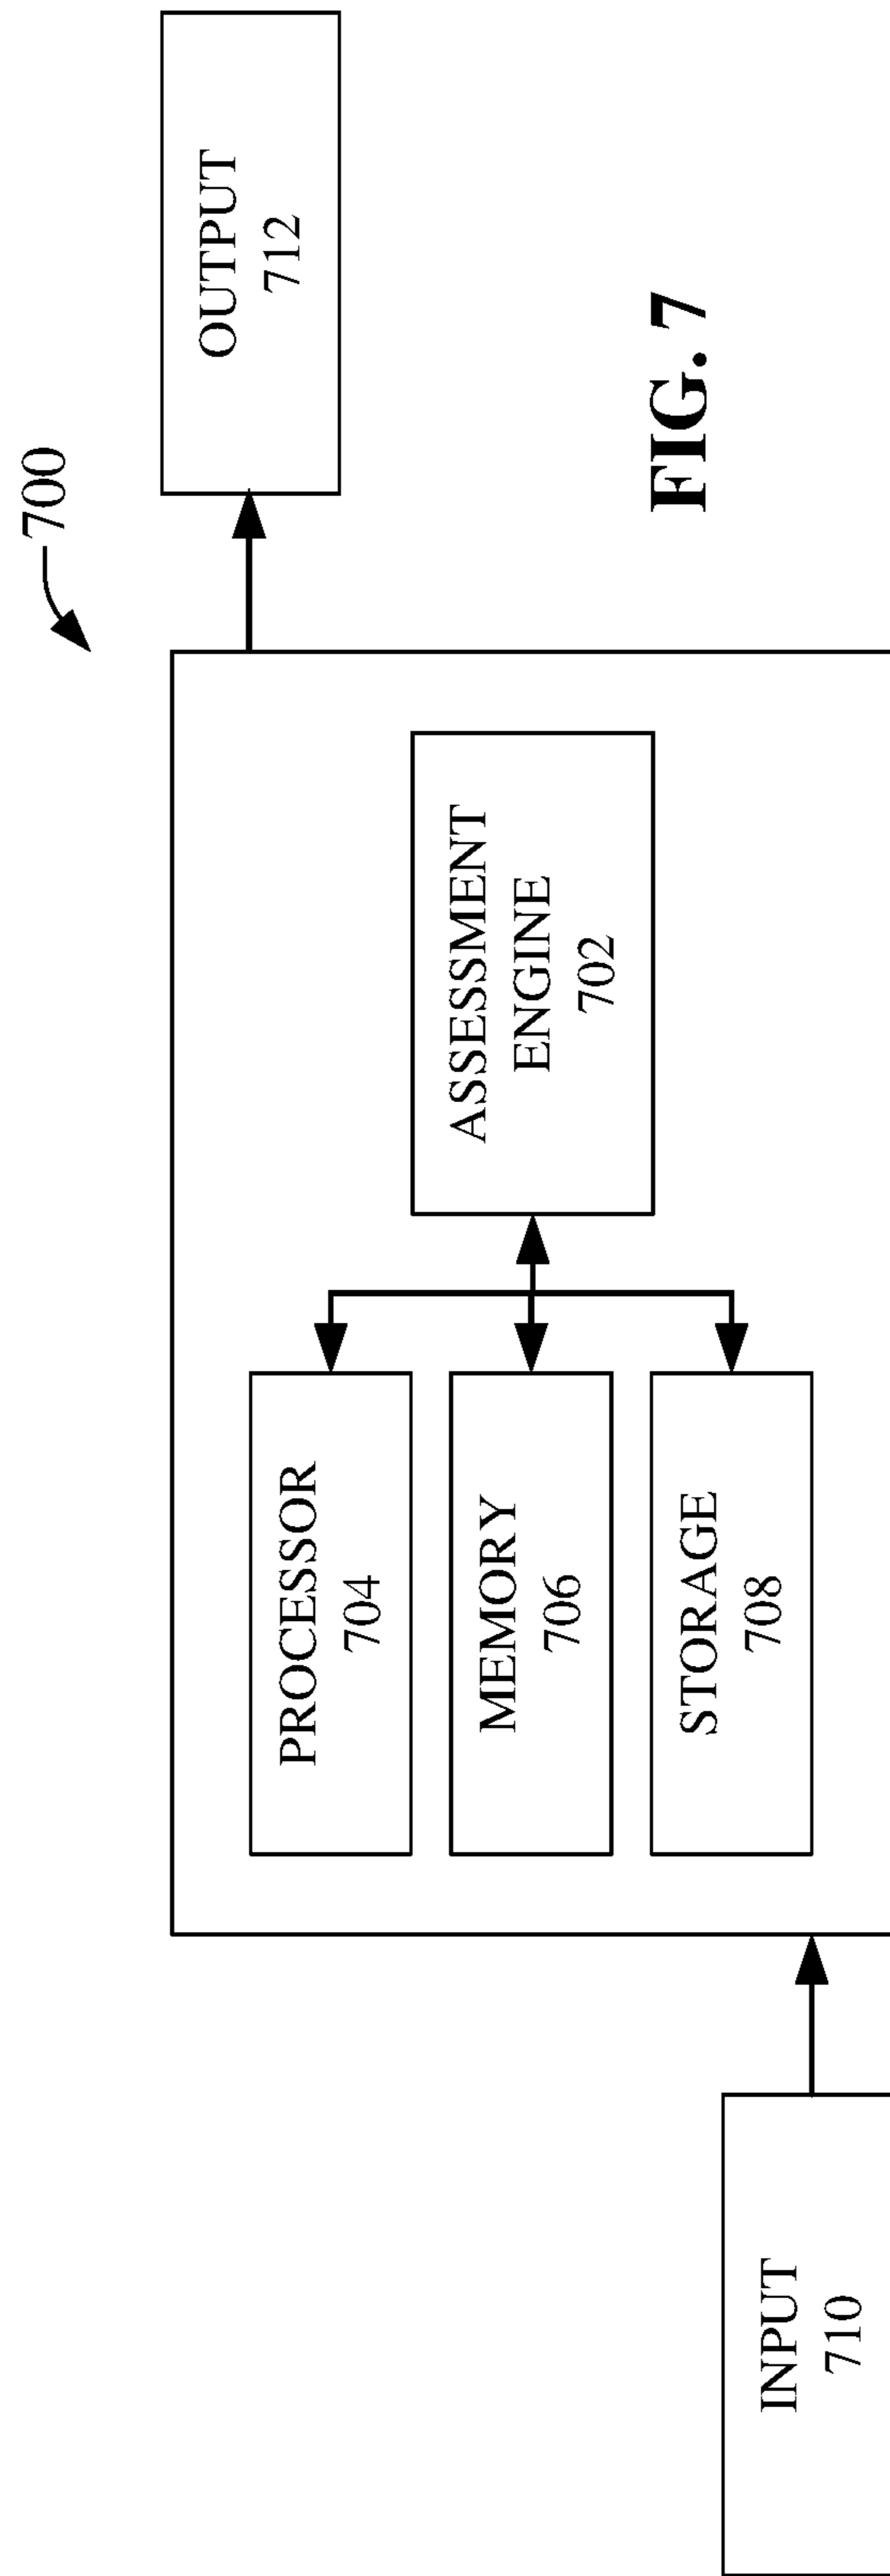 700
OUTPUT
712
PROCESSOR
704
MEMORY
706
STORAGE
708
ASSESSMENT
ENGINE
702
INPUT
710
FIG. 7